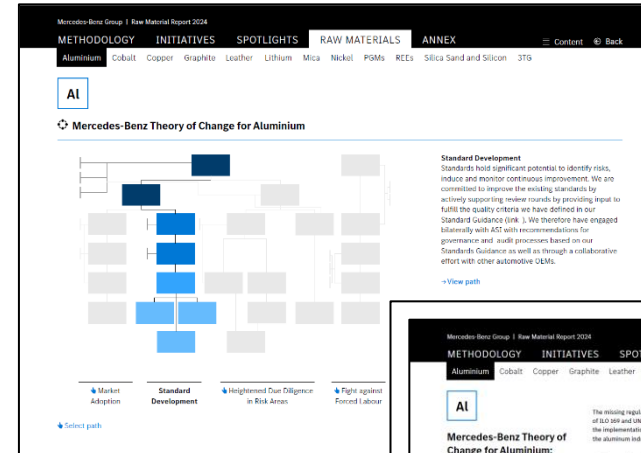 Mercedes-Benz Group | Raw Material Report 2024
METHODOLOGY INITIATIVES SPOTLIGHTS RAW MATERIALS ANNEX Content Back
Aluminium Cobalt Copper Graphite Leather Lithium Mica Nickel PGMs REEs Silica Sand and Silicon 3TG
Al
Mercedes-Benz Theory of Change for Aluminium
Standard Development
Standards hold significant potential to identify risks,
induce and monitor continuous improvement. We are
committed to improve the existing standards by
actively supporting review rounds by providing input to
fulfill the quality criteria we have defined in our
Standard Guidance (link ). We therefore have engaged
bilaterally with ASI with recommendations for
governance and audit processes based on our
Standards Guidance as well as through a collaborative
effort with other automotive OEMs.
→View path
Market
Adoption
Standard
Development
Heightened Due Diligence
in Risk Areas
Fight against
Forced Labour
Select path
Mercedes-Benz Group | Raw Material Report 2024
METHODOLOGY INITIATIVES SPOT
Aluminium Cobalt Copper Graphite Leather
Al
The missing regula
of ILO 169 and UN
the implementatio
the aluminum ind
Mercedes-Benz Theory of
Change for Aluminium: